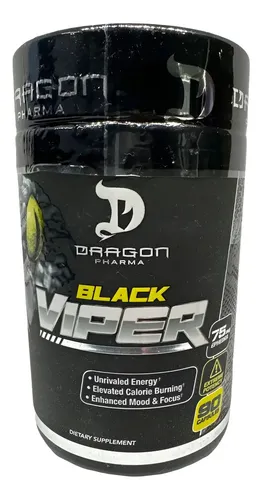 DRAGON
PHARMA
D
DRAGON
PHARMA
BLACK
VIPER
• Unrivaled Energy†
• Elevated Calorie Burning†
• Enhanced Mood & Focus†
75mg
EXTREME
90
CAPSULES
DIETARY SUPPLEMENT